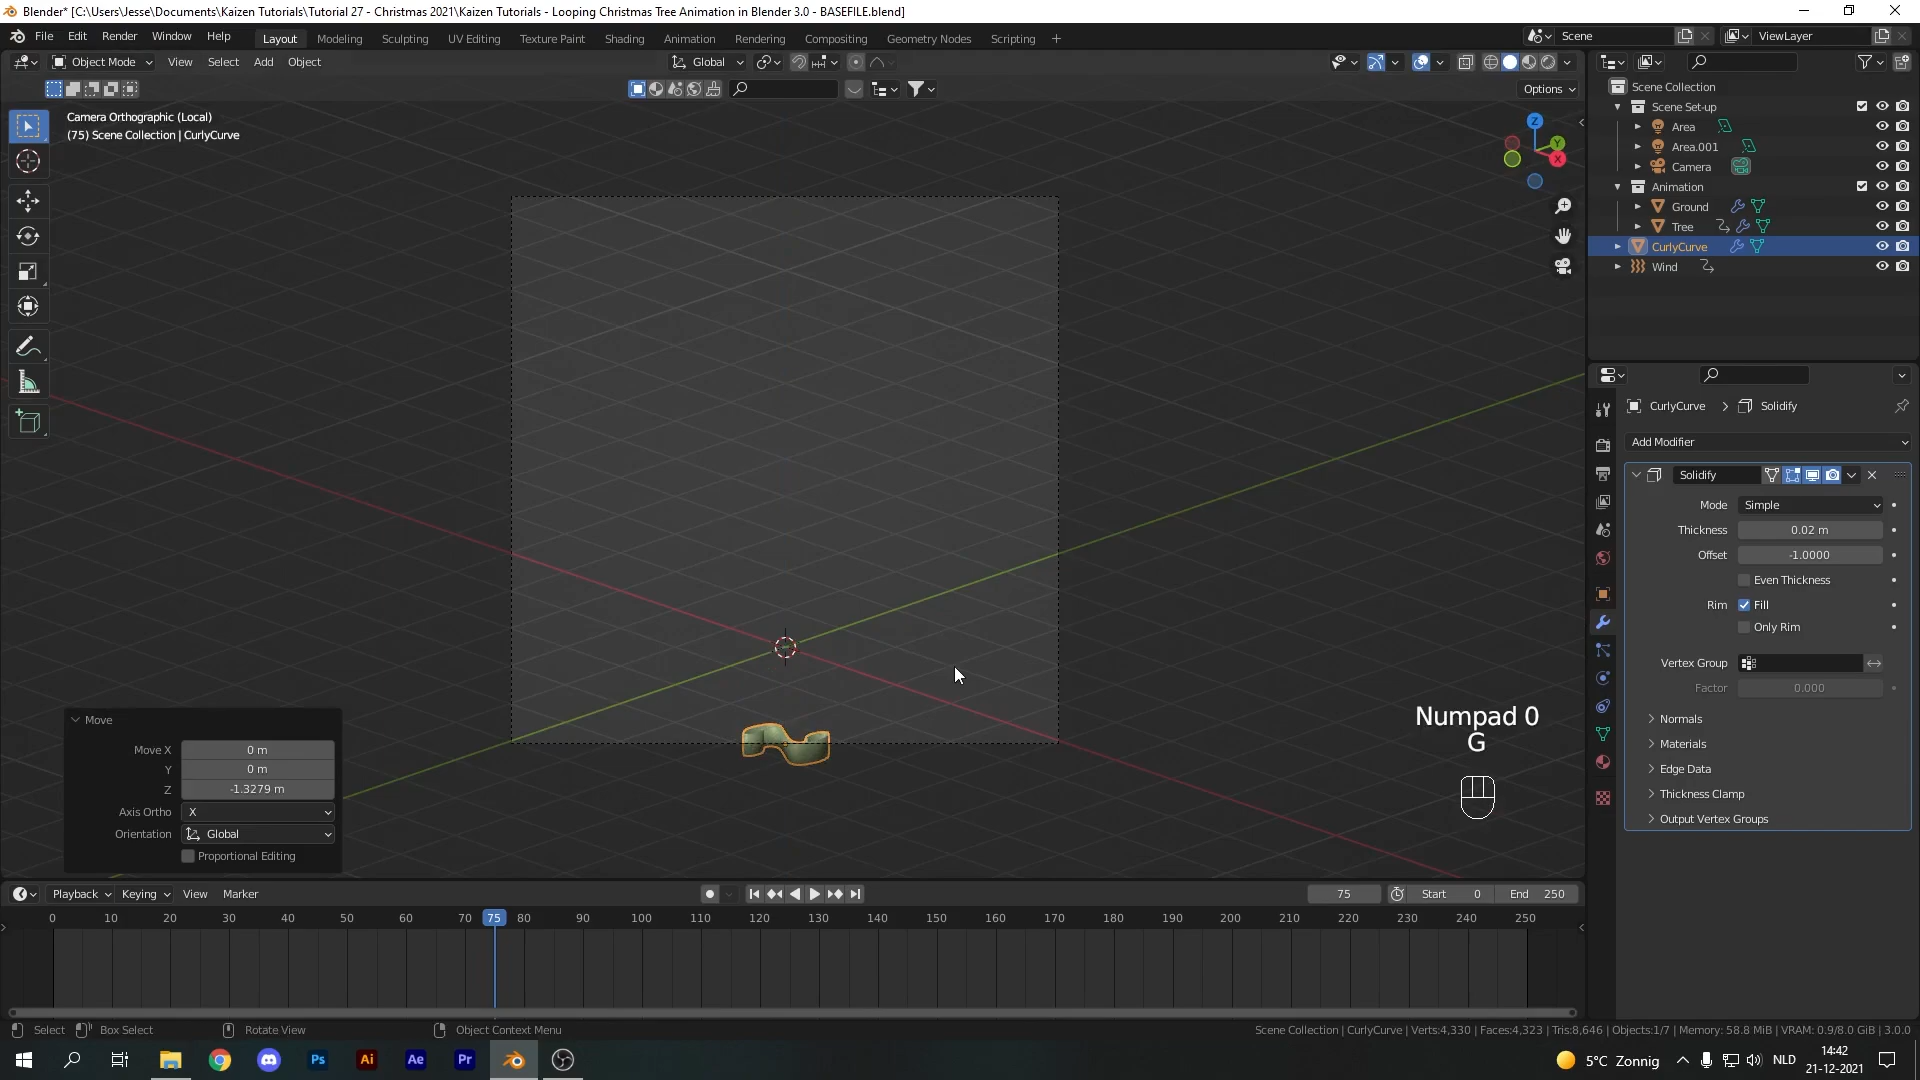 Blender* [C:\Users\Jesse\Documents\Kaizen Tutorials\Tutorial 27 - Christmas 2021\Kaizen Tutorials - Looping Christmas Tree Animation in Blender 3.0 - BASEFILE.blend]
File Edit Render Window Help Layout Modeling Sculpting UV Editing Texture Paint Shading Animation Rendering Compositing Geometry Nodes Scripting + Scene ViewLayer
Object Mode View Select Add Object Global
Options
Camera Orthographic (Local)
(75) Scene Collection | CurlyCurve
Z
Y
X
Scene Collection
Scene Set-up
Area
Area.001
Camera
Animation
Ground
Tree
CurlyCurve
Wind
CurlyCurve > Solidify
Add Modifier
Solidify
Mode Simple
Thickness 0.02 m
Offset -1.0000
Even Thickness
Rim Fill
Only Rim
Vertex Group
Factor 0.000
Normals
Materials
Edge Data
Thickness Clamp
Output Vertex Groups
Numpad 0
G
Move
Move X 0 m
Y 0 m
Z -1.3279 m
Axis Ortho X
Orientation Global
Proportional Editing
Playback Keying View Marker 75 Start 0 End 250
0 10 20 30 40 50 60 70 75 80 90 100 110 120 130 140 150 160 170 180 190 200 210 220 230 240 250
Select Box Select Rotate View Object Context Menu Scene Collection | CurlyCurve | Verts:4,330 | Faces:4,323 | Tris:8,646 | Objects:1/7 | Memory: 58.8 MiB | VRAM: 0.9/8.0 GiB | 3.0.0
Ps Ai Ae Pr 5°C Zonnig NLD 14:42
21-12-2021